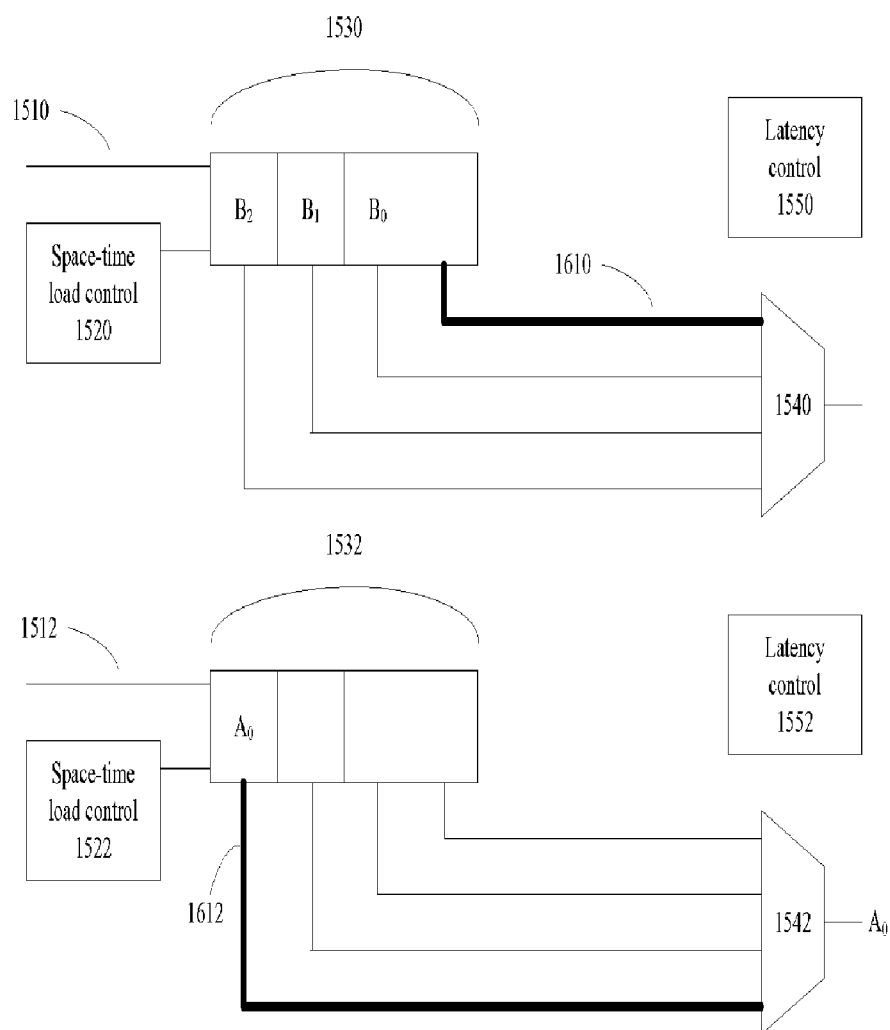 1530
1510
Latency
control
1550
B₂ B₁ B₀
Space-time
load control
1520
1610
1540
1532
1512
Latency
control
1552
A₀
Space-time
load control
1522
1612
1542
A₀